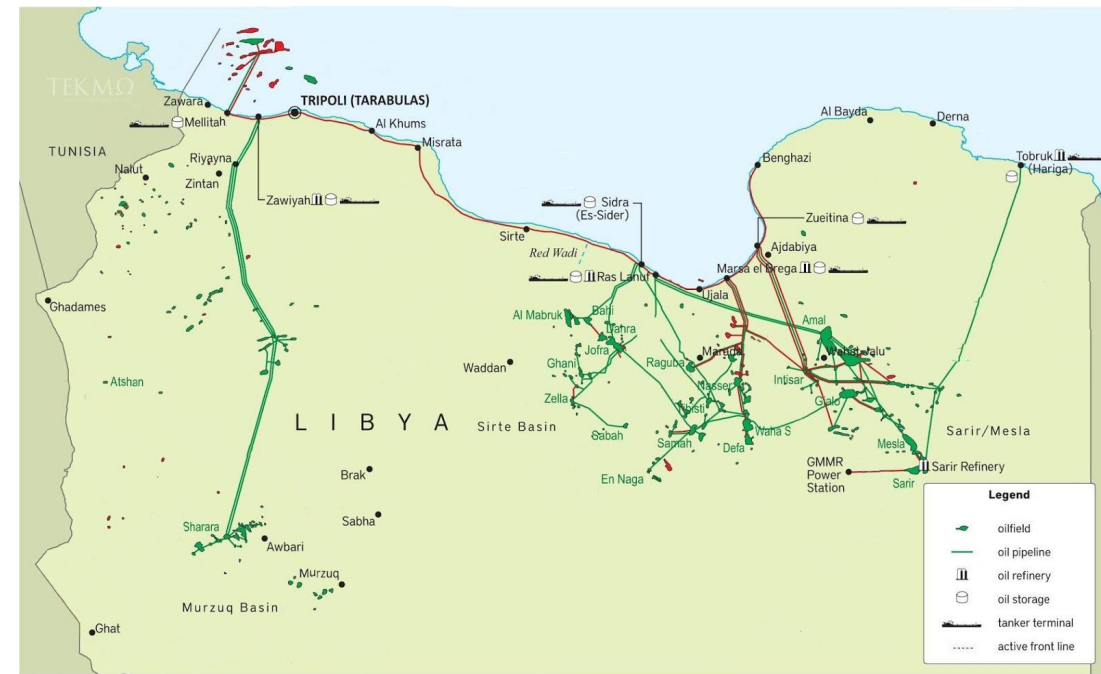 TEKMΩ
Zawara
TRIPOLI (TARABULAS)
Mellitah
Al Khums
TUNISIA
Misrata
Riyayna
Nalut
Zintan
Zawiyah
Al Bayda
Derna
Benghazi
Tobruk
(Hariga)
Sidra
(Es-Sider)
Zueitina
Sirte
Red Wadi
Ajdabiya
Ras Lanuf
Marsa el Brega
Ujala
Ghadames
Al Mabruk
Bahi
Dahra
Amal
Jofra
Waddan
Ghani
Raguba
Marada
Atshan
Nasser
Intisar
Zella
Gialo
LIBYA
Sirte Basin
Sabah
Samah
Defa
Waha S
Mesla
Sarir/Mesla
En Naga
GMMR
Power
Station
Sarir
Sarir Refinery
Brak
Sabha
Sharara
Awbari
Murzuq
Murzuq Basin
Ghat
Legend
oilfield
oil pipeline
oil refinery
oil storage
tanker terminal
active front line